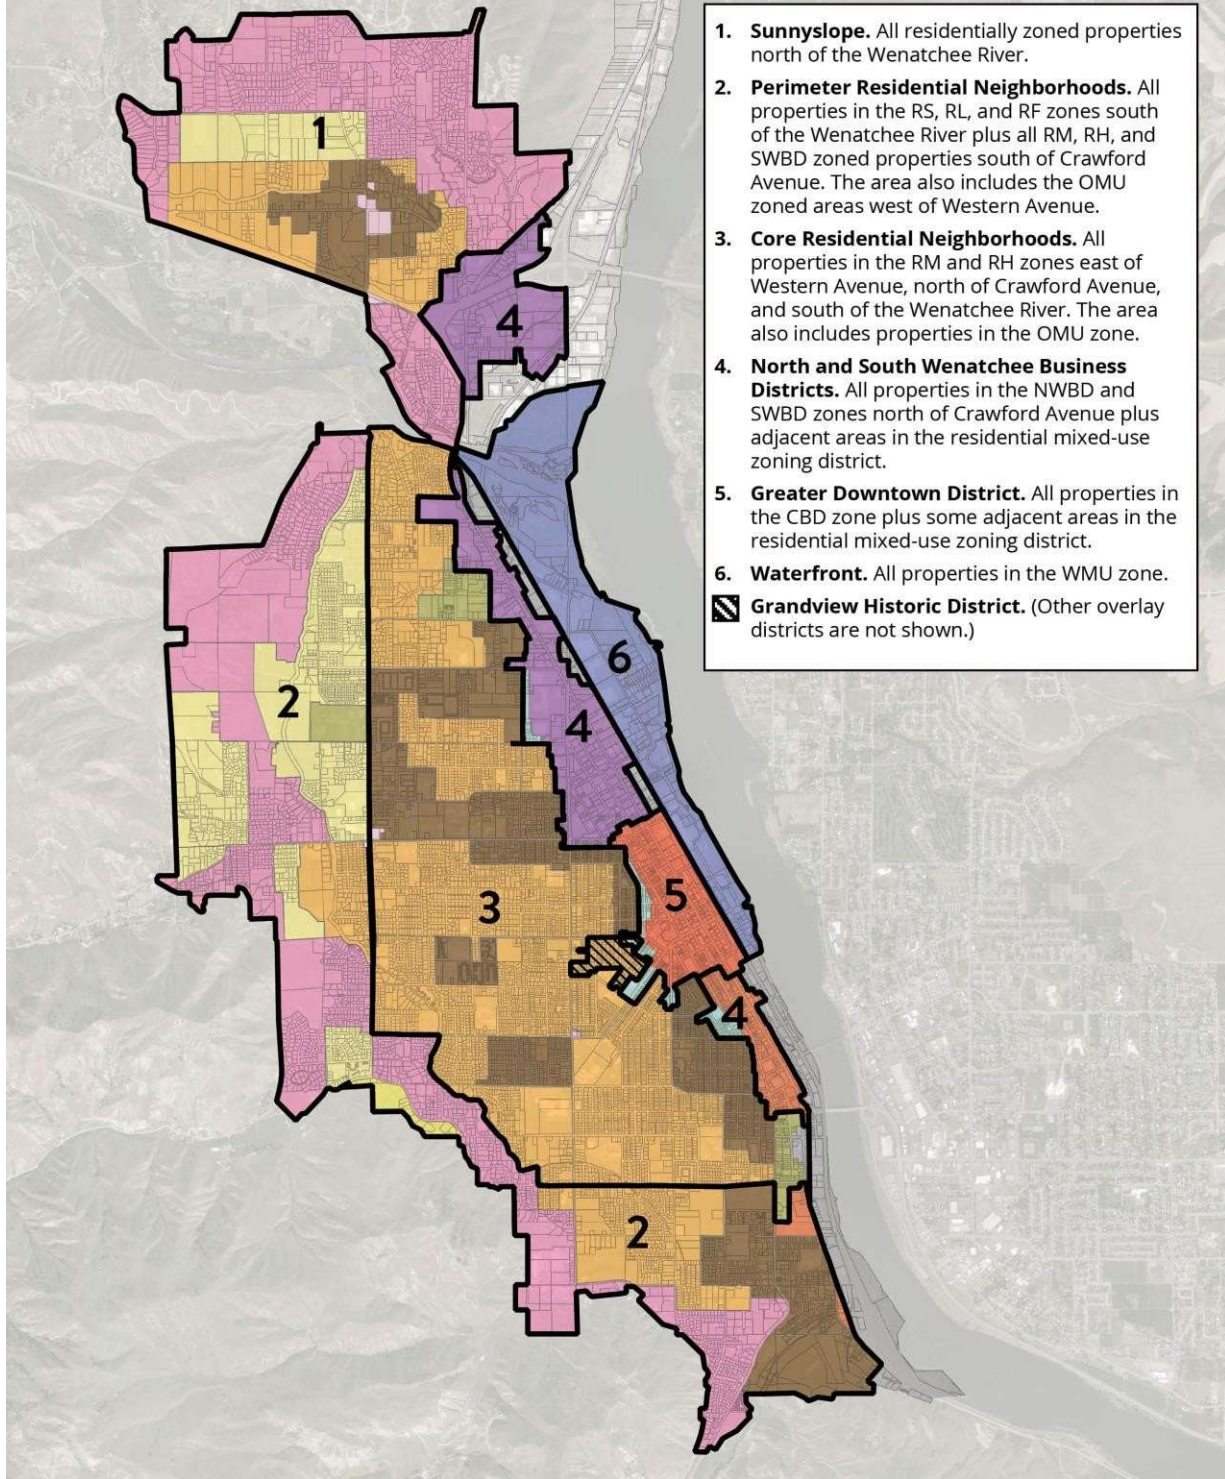 1. Sunnyslope. All residentially zoned properties
north of the Wenatchee River.
2. Perimeter Residential Neighborhoods. All
properties in the RS, RL, and RF zones south
of the Wenatchee River plus all RM, RH, and
SWBD zoned properties south of Crawford
Avenue. The area also includes the OMU
zoned areas west of Western Avenue.
3. Core Residential Neighborhoods. All
properties in the RM and RH zones east of
Western Avenue, north of Crawford Avenue,
and south of the Wenatchee River. The area
also includes properties in the OMU zone.
4. North and South Wenatchee Business
Districts. All properties in the NWBD and
SWBD zones north of Crawford Avenue plus
adjacent areas in the residential mixed-use
zoning district.
5. Greater Downtown District. All properties in
the CBD zone plus some adjacent areas in the
residential mixed-use zoning district.
6. Waterfront. All properties in the WMU zone.
Grandview Historic District. (Other overlay
districts are not shown.)
1
4
6
2
4
5
3
4
2